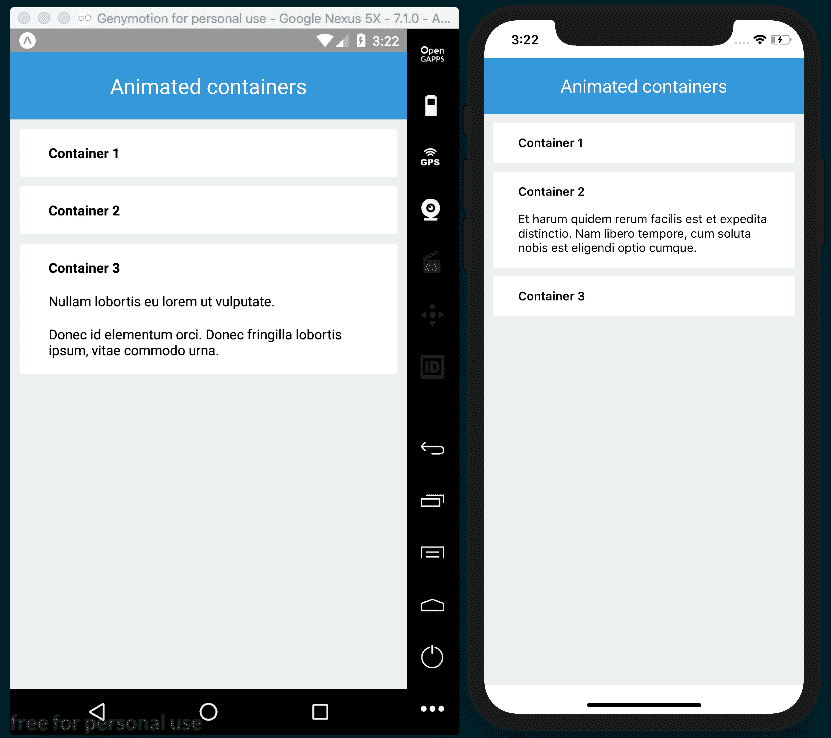 Genymotion for personal use - Google Nexus 5X - 7.1.0 - A...
3:22
Animated containers
Container 1
Container 2
Container 3
Nullam lobortis eu lorem ut vulputate.
Donec id elementum orci. Donec fringilla lobortis
ipsum, vitae commodo urna.
free for personal use
Open
GAPPS
GPS
ID
3:22
Animated containers
Container 1
Container 2
Et harum quidem rerum facilis est et expedita
distinctio. Nam libero tempore, cum soluta
nobis est eligendi optio cumque.
Container 3